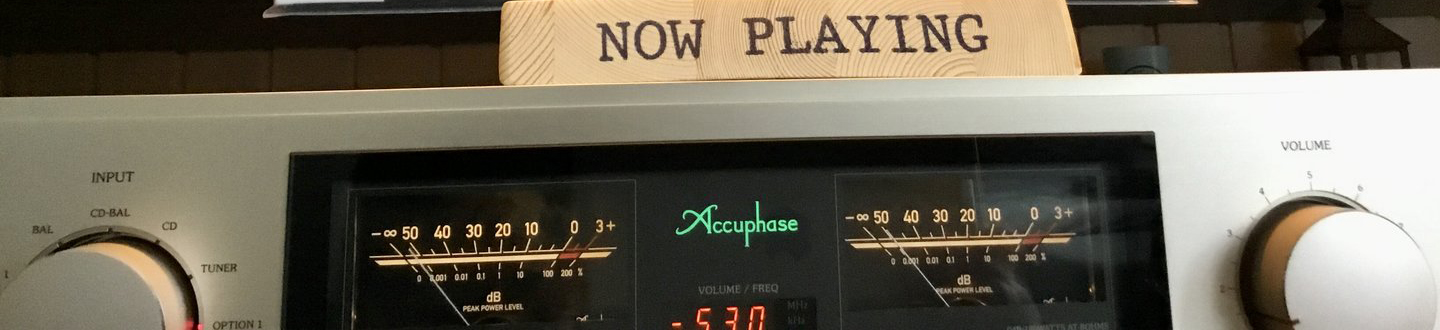 NOW PLAYING
INPUT
CD-BAL
BAL
CD
TUNER
OPTION 1
1
-∞ 50 40 30 20 10 0 3+
0 0.001 0.01 0.1 1 10 100 200 %
dB
PEAK POWER LEVEL
Accuphase
VOLUME / FREQ
-53.0
MHz
kHz
-∞ 50 40 30 20 10 0 3+
0 0.001 0.01 0.1 1 10 100 200 %
dB
PEAK POWER LEVEL
VOLUME
3 4 5 6